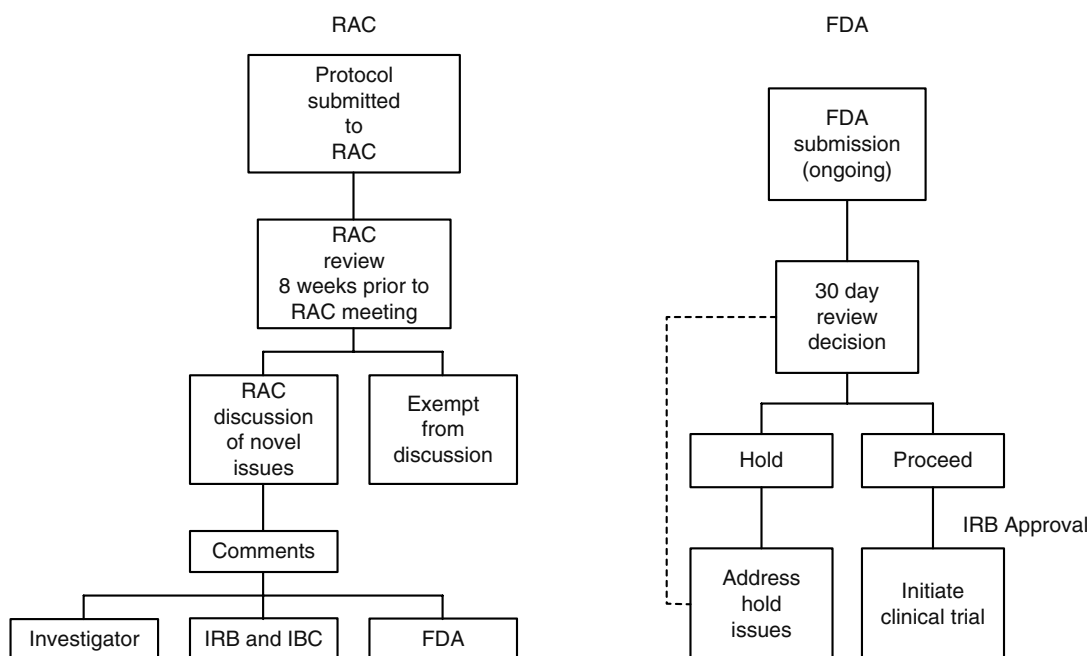 RAC
Protocol
submitted
to
RAC
RAC
review
8 weeks prior to
RAC meeting
RAC
discussion
of novel
issues
Exempt
from
discussion
Comments
Investigator
IRB and IBC
FDA
FDA
FDA
submission
(ongoing)
30 day
review
decision
Hold
Proceed
IRB Approval
Address
hold
issues
Initiate
clinical trial